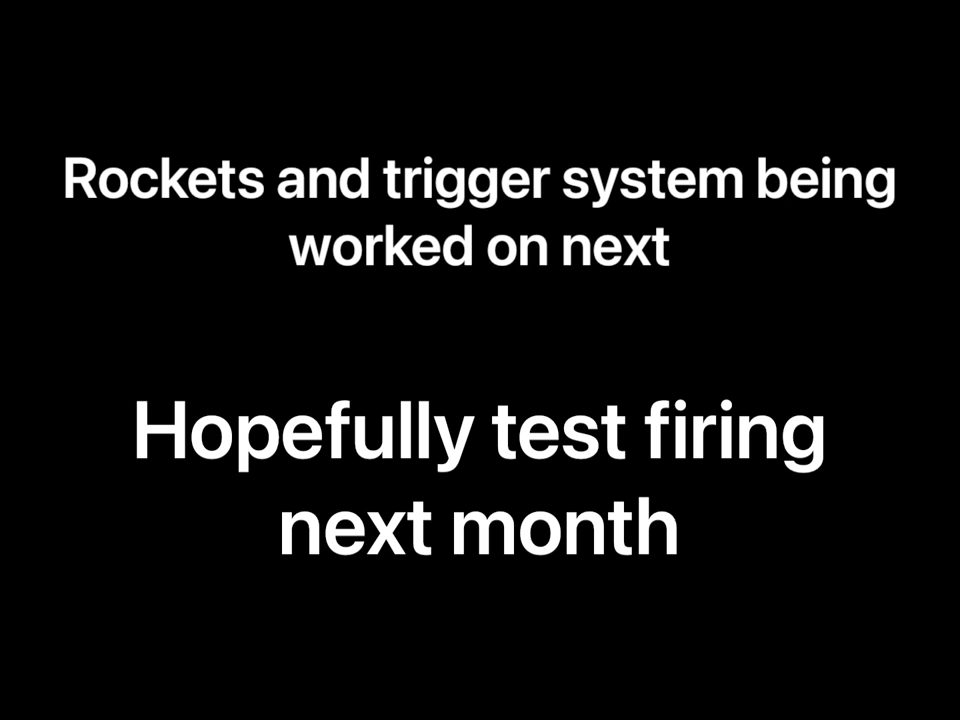 Rockets and trigger system being
worked on next
Hopefully test firing
next month